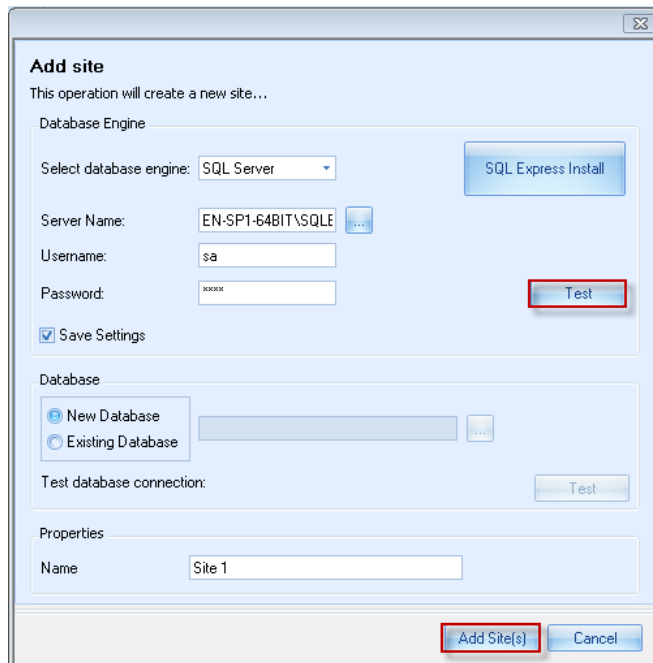 Add site
This operation will create a new site...
Database Engine
Select database engine: SQL Server
SQL Express Install
Server Name: EN-SP1-64BIT\SQLE ...
Username: sa
Password: xxxx
Test
Save Settings
Database
New Database
Existing Database
...
Test database connection:
Test
Properties
Name Site 1
Add Site(s) Cancel